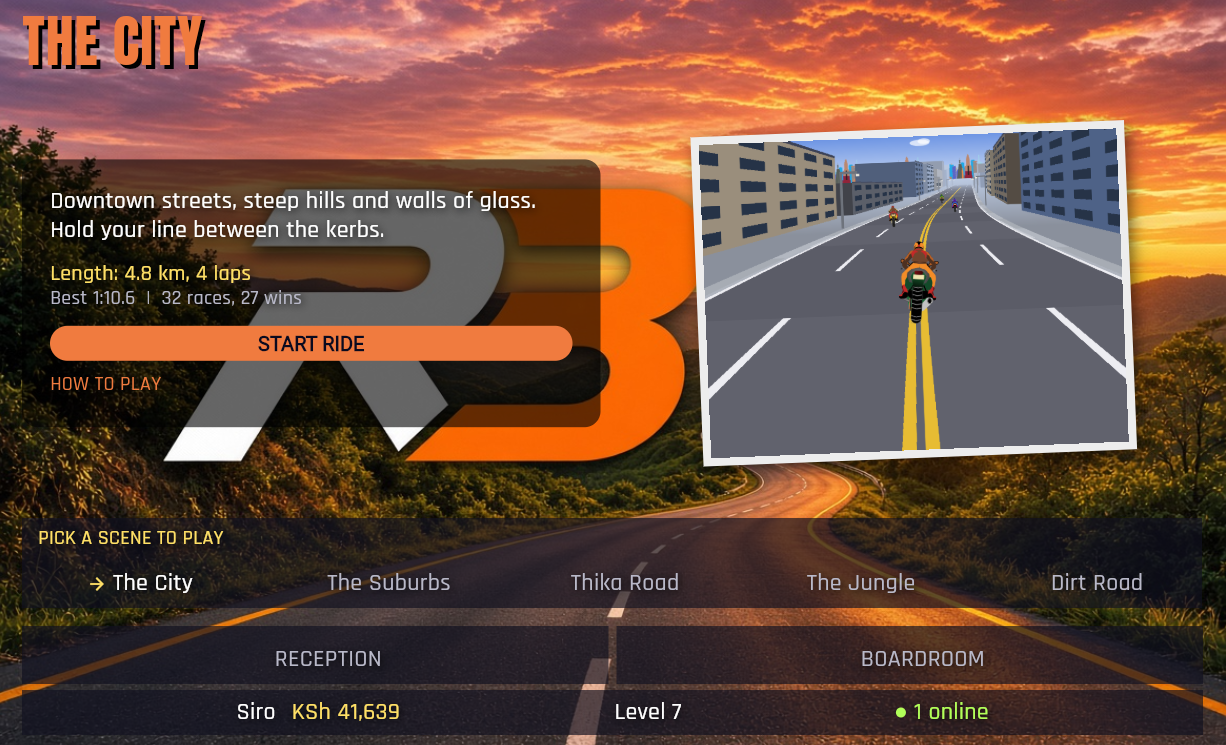 THE CITY
Downtown streets, steep hills and walls of glass.
Hold your line between the kerbs.
Length: 4.8 km, 4 laps
Best 1:10.6 | 32 races, 27 wins
START RIDE
HOW TO PLAY
RB
PICK A SCENE TO PLAY
→ The City The Suburbs Thika Road The Jungle Dirt Road
RECEPTION BOARDROOM
Siro KSh 41,639 Level 7 ● 1 online